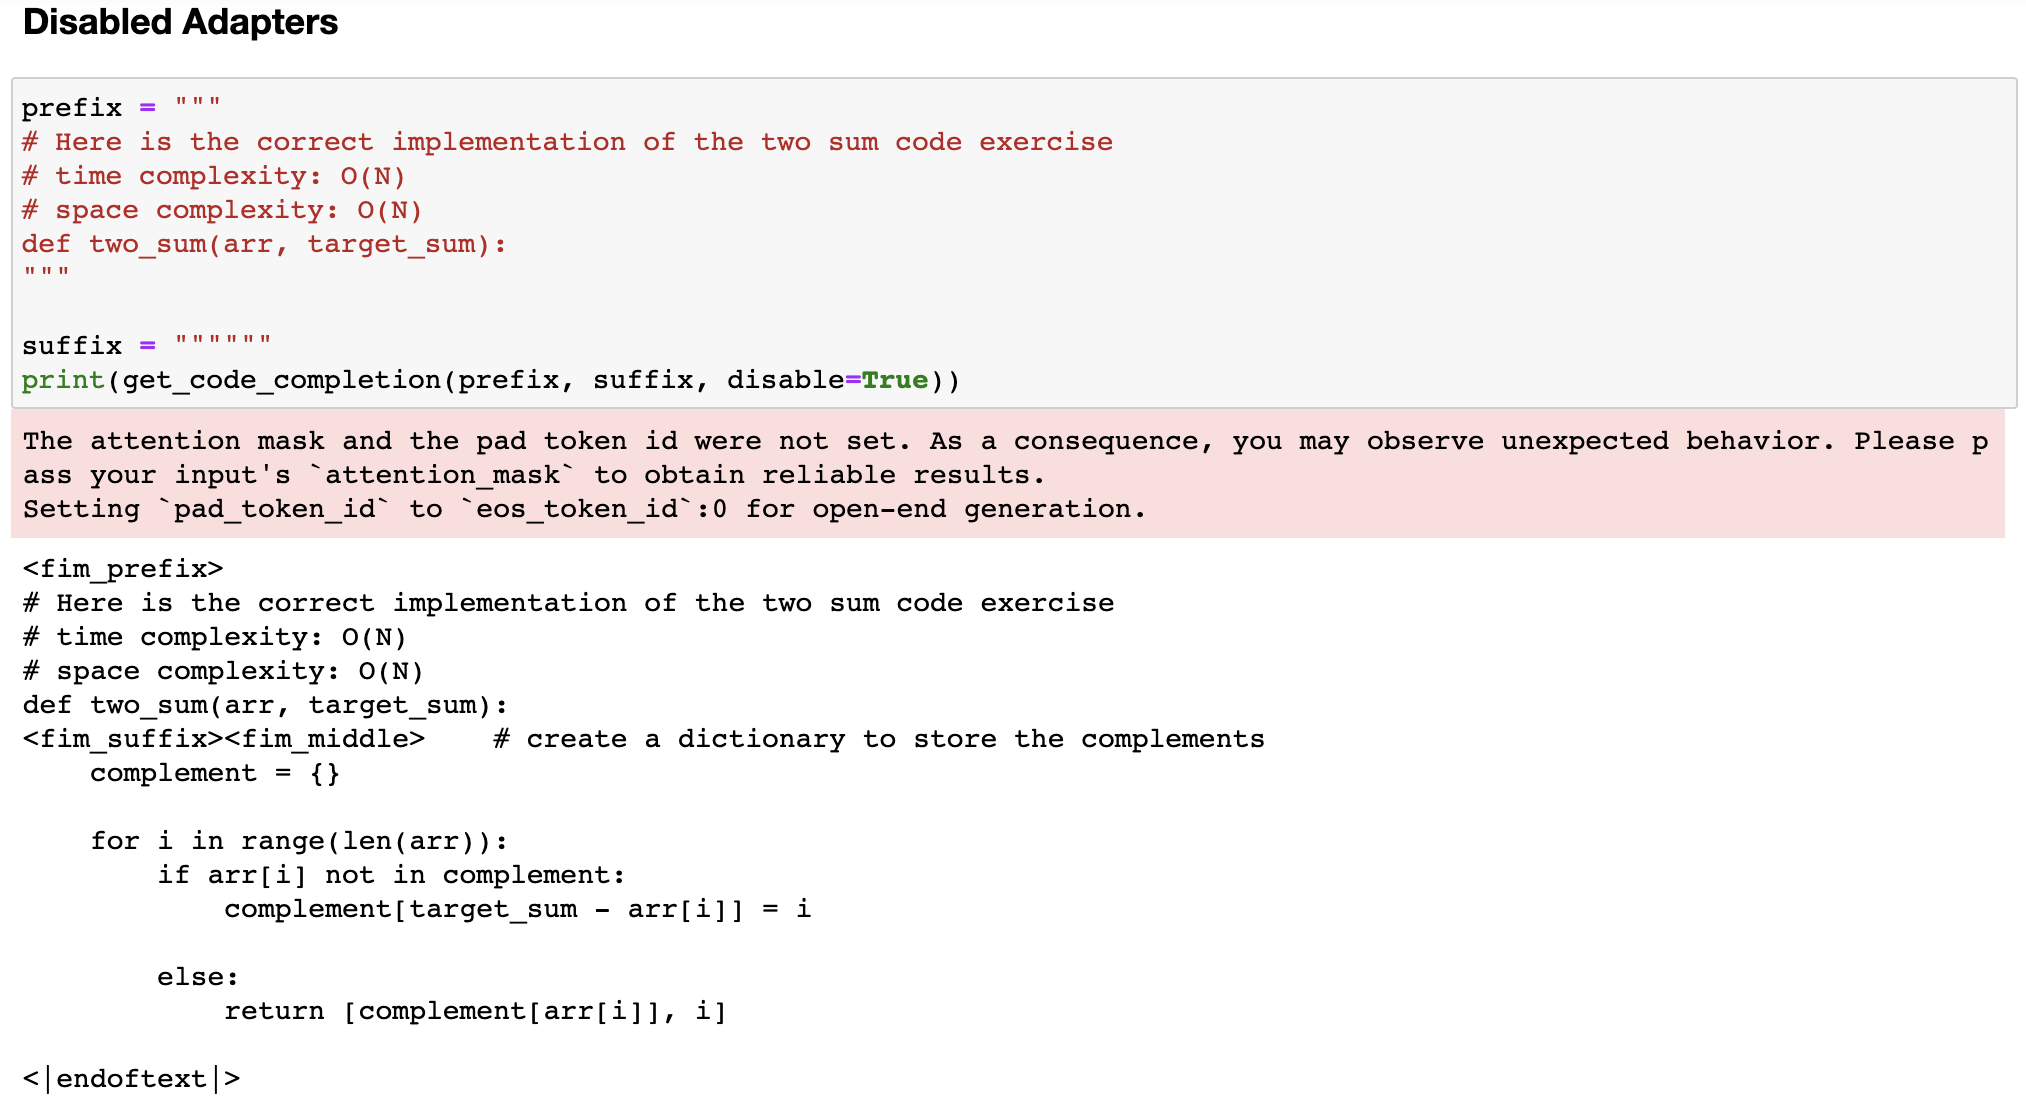 Disabled Adapters
prefix = """
# Here is the correct implementation of the two sum code exercise
# time complexity: O(N)
# space complexity: O(N)
def two_sum(arr, target_sum):
"""
suffix = """"""
print(get_code_completion(prefix, suffix, disable=True))
The attention mask and the pad token id were not set. As a consequence, you may observe unexpected behavior. Please p
ass your input's `attention_mask` to obtain reliable results.
Setting `pad_token_id` to `eos_token_id`:0 for open-end generation.
<fim_prefix>
# Here is the correct implementation of the two sum code exercise
# time complexity: O(N)
# space complexity: O(N)
def two_sum(arr, target_sum):
<fim_suffix><fim_middle>    # create a dictionary to store the complements
    complement = {}
    for i in range(len(arr)):
        if arr[i] not in complement:
            complement[target_sum - arr[i]] = i
        else:
            return [complement[arr[i]], i]
<|endoftext|>